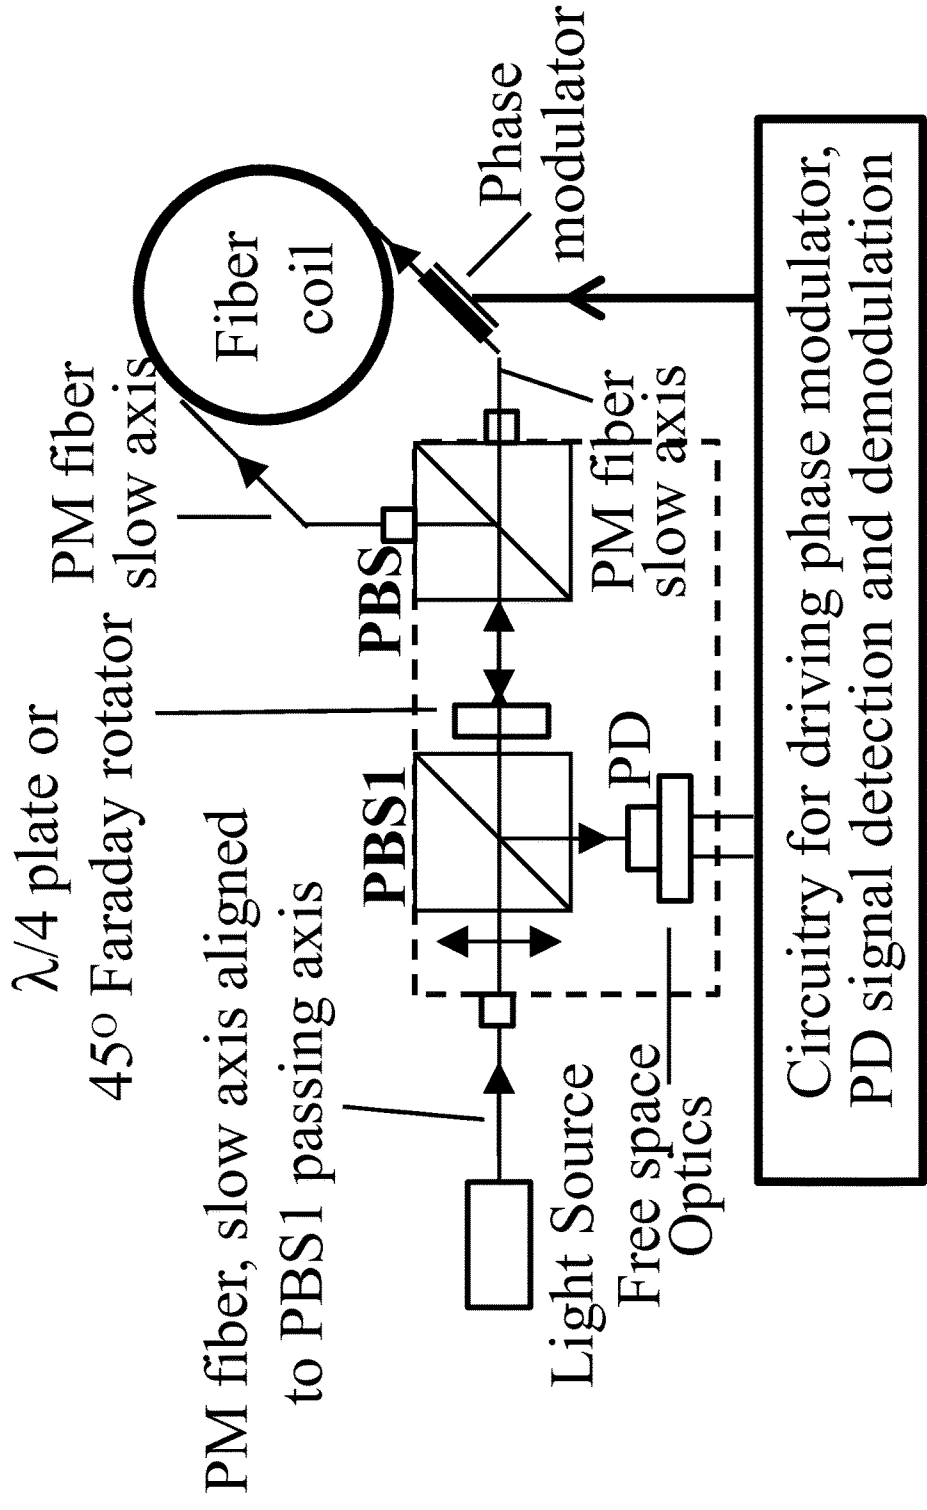 λ/4 plate or
45° Faraday rotator
PM fiber, slow axis aligned
to PBS1 passing axis
PM fiber
slow axis
Fiber
coil
PBS1
PBS
Phase
modulator
Light Source
PD
PM fiber
slow axis
Free space
Optics
Circuitry for driving phase modulator,
PD signal detection and demodulation